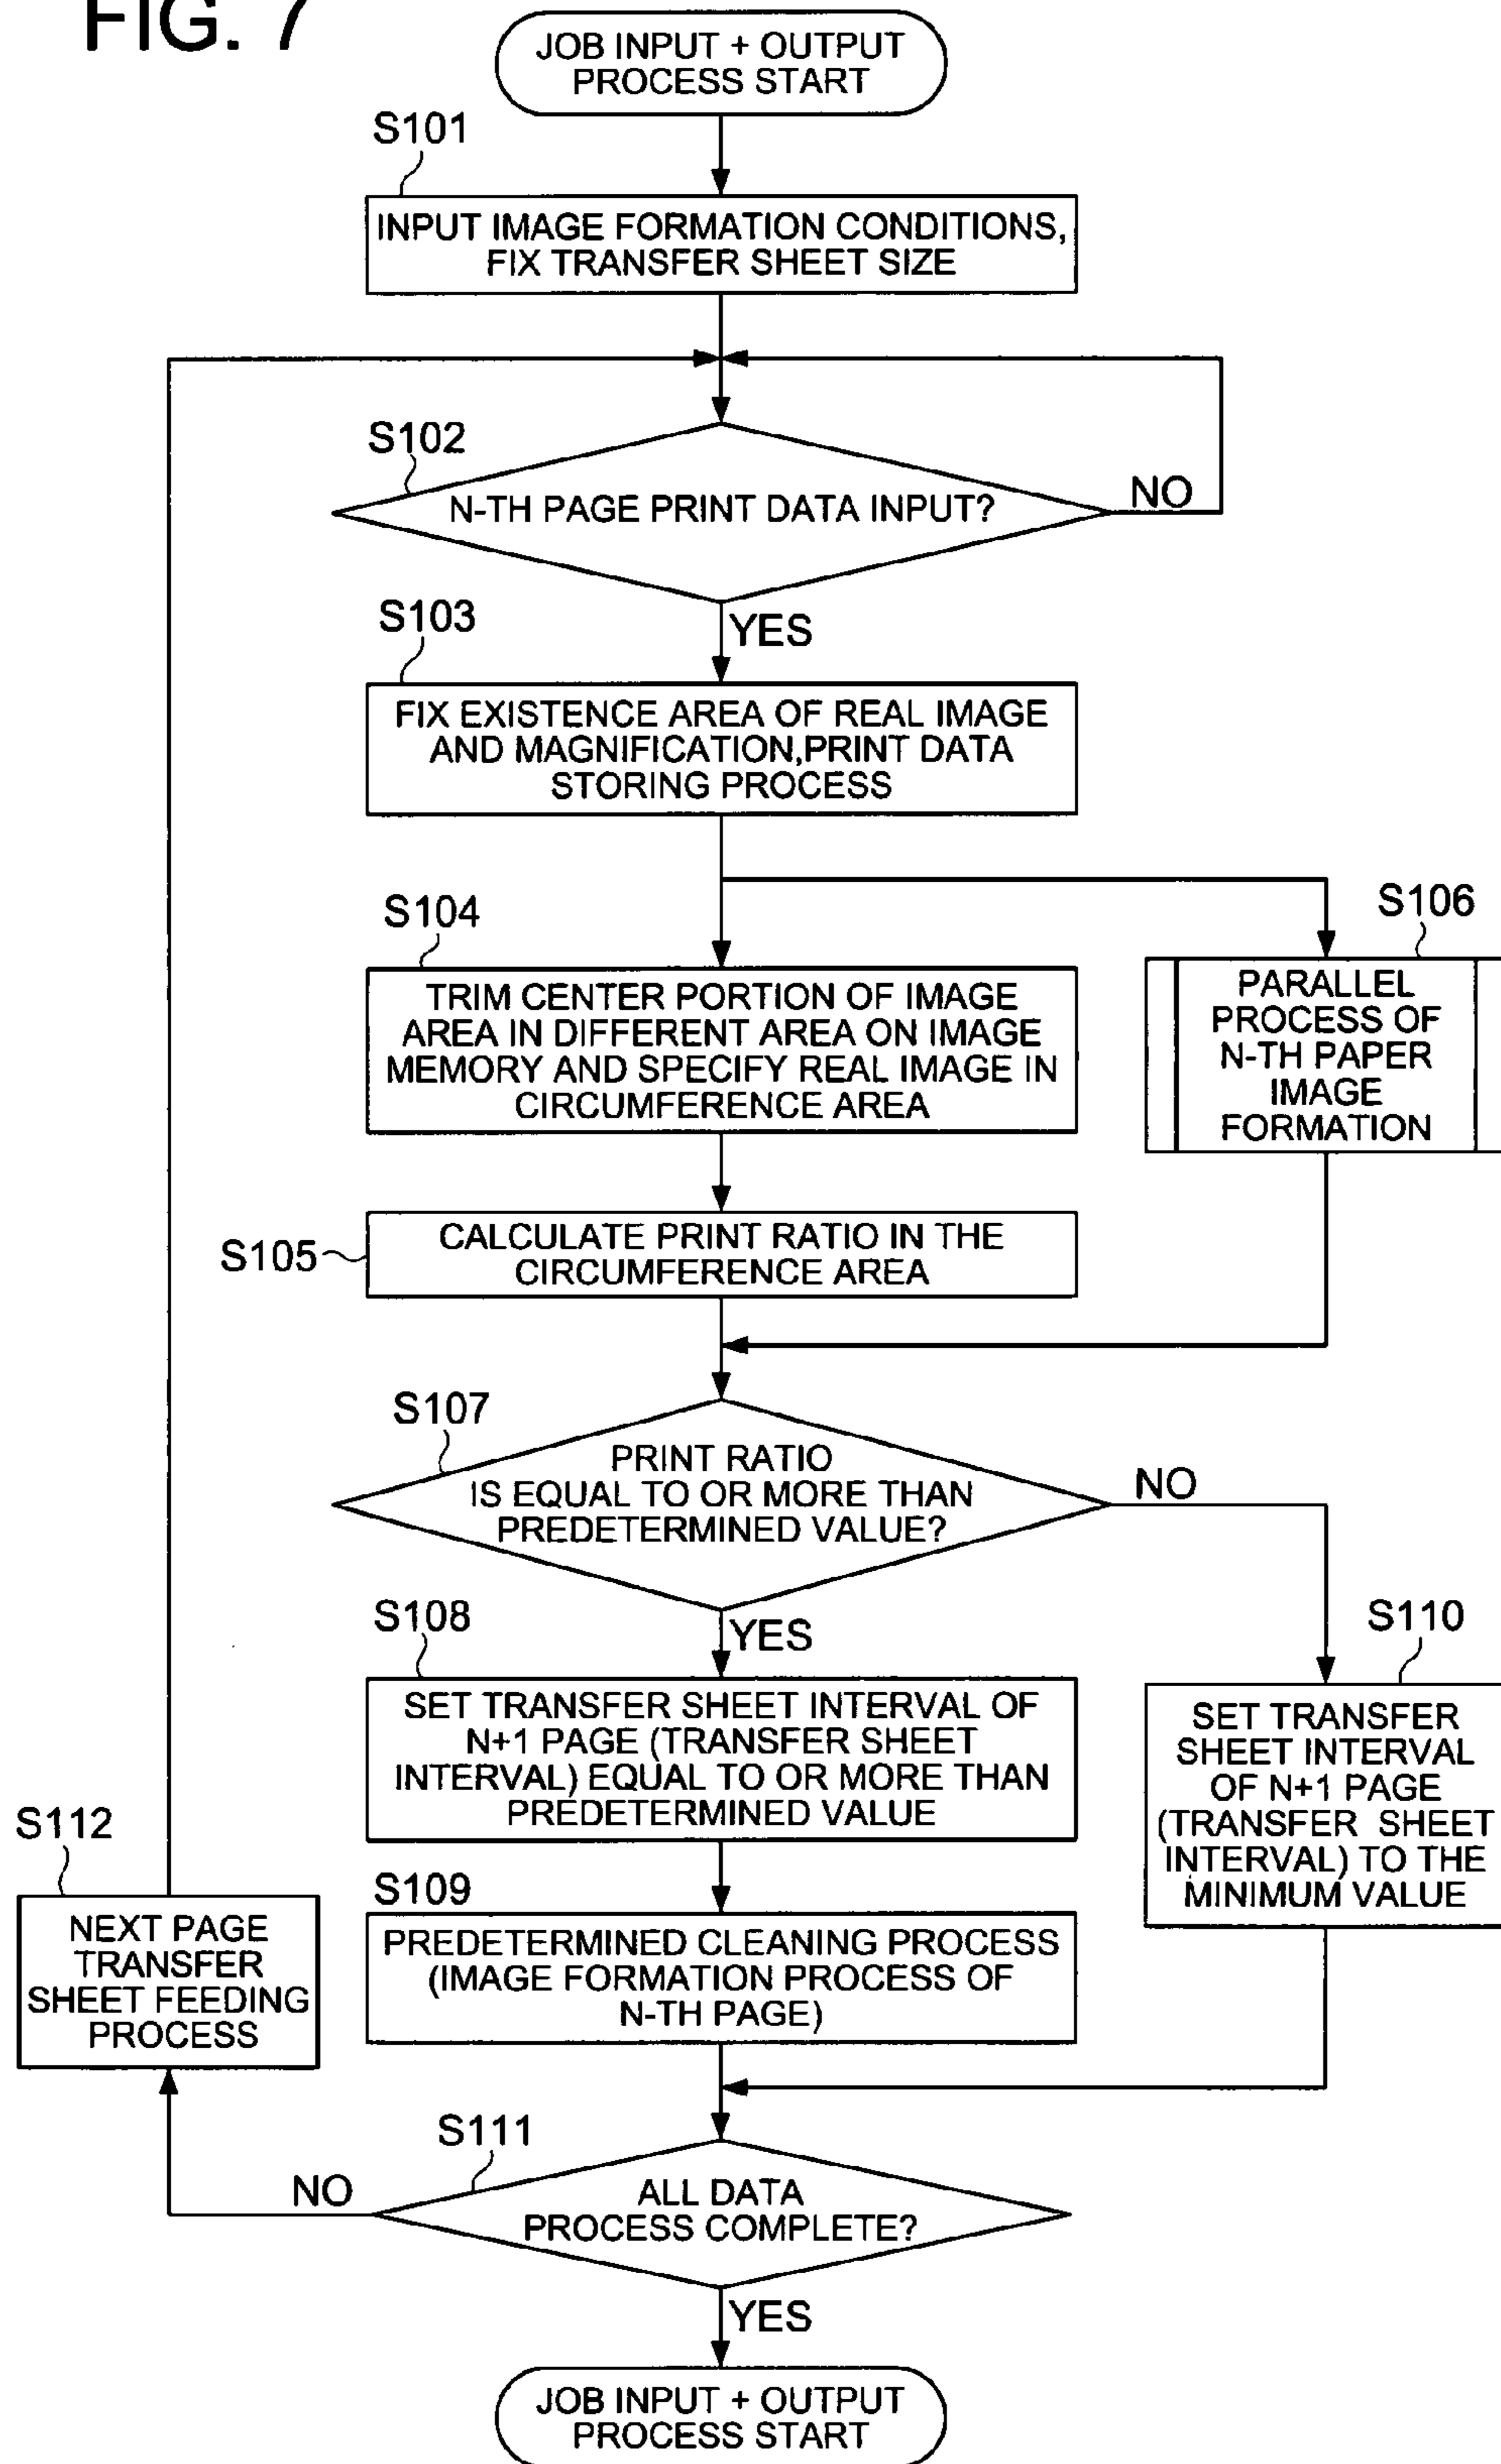 FIG. 7
JOB INPUT + OUTPUT
PROCESS START
S101
INPUT IMAGE FORMATION CONDITIONS,
FIX TRANSFER SHEET SIZE
S102
N-TH PAGE PRINT DATA INPUT?
NO
YES
S103
FIX EXISTENCE AREA OF REAL IMAGE
AND MAGNIFICATION,PRINT DATA
STORING PROCESS
S104
TRIM CENTER PORTION OF IMAGE
AREA IN DIFFERENT AREA ON IMAGE
MEMORY AND SPECIFY REAL IMAGE IN
CIRCUMFERENCE AREA
S106
PARALLEL
PROCESS OF
N-TH PAPER
IMAGE
FORMATION
S105
CALCULATE PRINT RATIO IN THE
CIRCUMFERENCE AREA
S107
PRINT RATIO
IS EQUAL TO OR MORE THAN
PREDETERMINED VALUE?
NO
YES
S108
SET TRANSFER SHEET INTERVAL OF
N+1 PAGE (TRANSFER SHEET
INTERVAL) EQUAL TO OR MORE THAN
PREDETERMINED VALUE
S110
SET TRANSFER
SHEET INTERVAL
OF N+1 PAGE
(TRANSFER SHEET
INTERVAL) TO THE
MINIMUM VALUE
S109
PREDETERMINED CLEANING PROCESS
(IMAGE FORMATION PROCESS OF
N-TH PAGE)
S112
NEXT PAGE
TRANSFER
SHEET FEEDING
PROCESS
S111
ALL DATA
PROCESS COMPLETE?
NO
YES
JOB INPUT + OUTPUT
PROCESS START